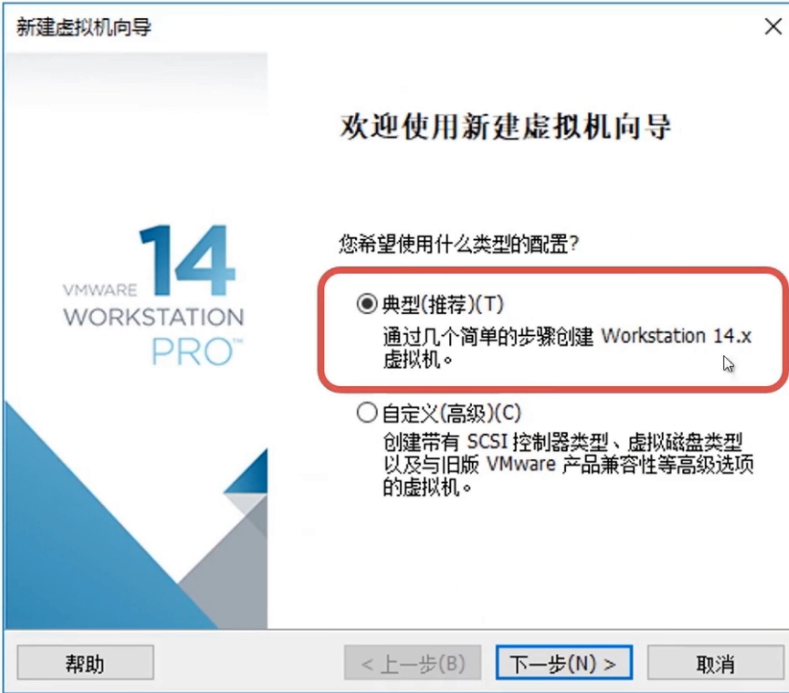 新建虚拟机向导
欢迎使用新建虚拟机向导
14
VMWARE
WORKSTATION
PRO™
您希望使用什么类型的配置?
典型(推荐)(T)
通过几个简单的步骤创建 Workstation 14.x
虚拟机。
自定义(高级)(C)
创建带有 SCSI 控制器类型、虚拟磁盘类型
以及与旧版 VMware 产品兼容性等高级选项
的虚拟机。
帮助
< 上一步(B)
下一步(N) >
取消